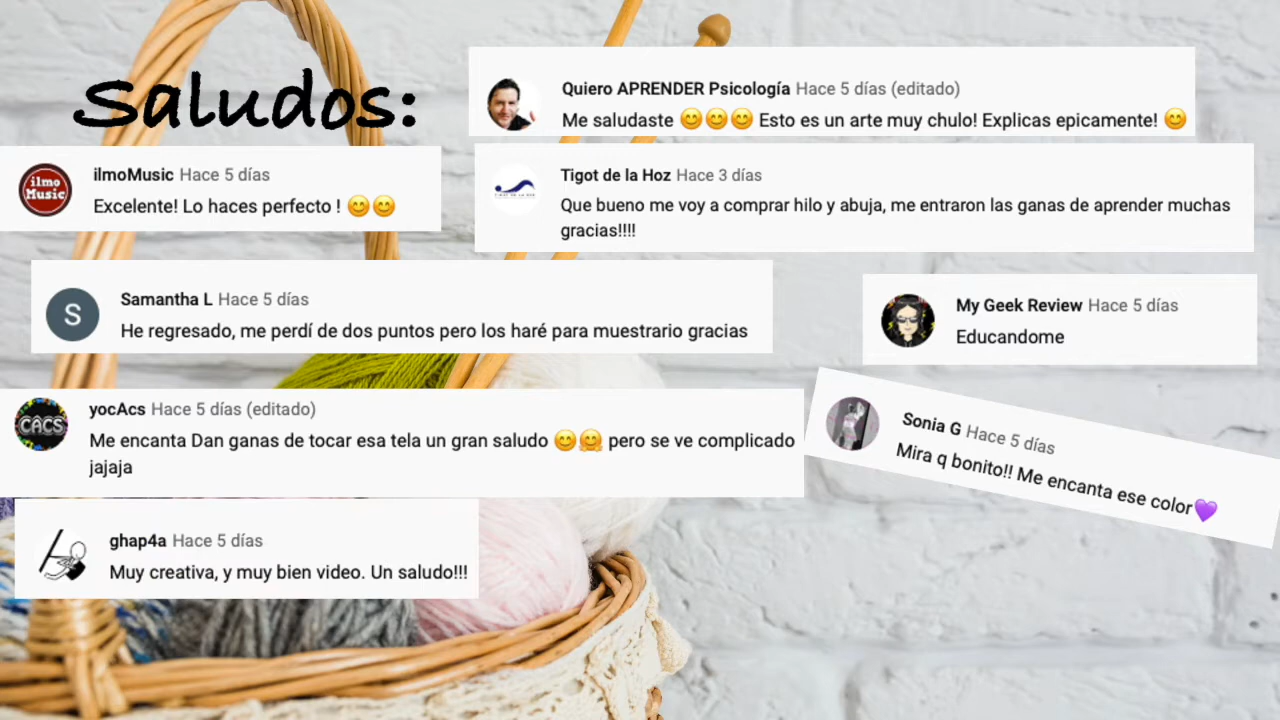 Saludos:
Quiero APRENDER Psicología Hace 5 días (editado)
Me saludaste 😊😊😊 Esto es un arte muy chulo! Explicas epicamente! 😊
ilmo
Music
ilmoMusic Hace 5 días
Excelente! Lo haces perfecto ! 😊😊
Tigot de la Hoz Hace 3 días
Que bueno me voy a comprar hilo y abuja, me entraron las ganas de aprender muchas
gracias!!!!
S
Samantha L Hace 5 días
He regresado, me perdí de dos puntos pero los haré para muestrario gracias
My Geek Review Hace 5 días
Educandome
CACS
yocAcs Hace 5 días (editado)
Me encanta Dan ganas de tocar esa tela un gran saludo 😊🤗 pero se ve complicado
jajaja
Sonia G Hace 5 días
Mira q bonito!! Me encanta ese color💜
ghap4a Hace 5 días
Muy creativa, y muy bien video. Un saludo!!!